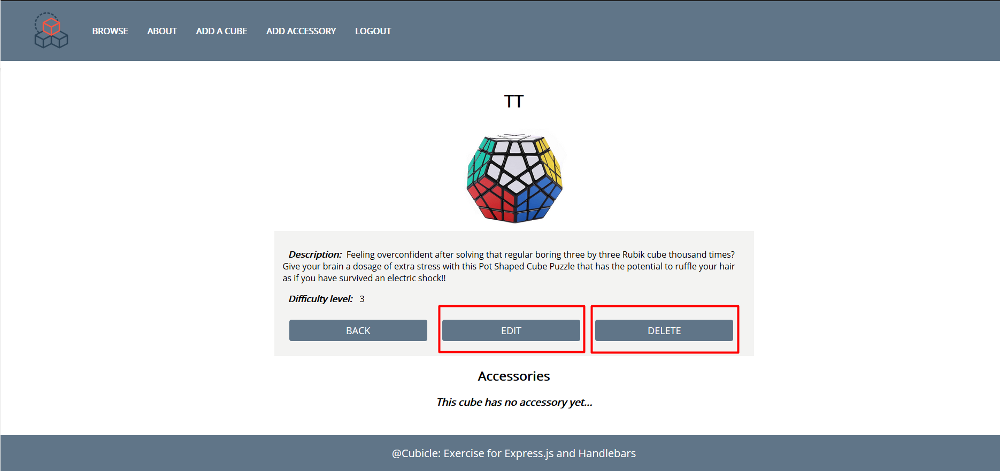 BROWSE ABOUT ADD A CUBE ADD ACCESSORY LOGOUT
TT
Description: Feeling overconfident after solving that regular boring three by three Rubik cube thousand times?
Give your brain a dosage of extra stress with this Pot Shaped Cube Puzzle that has the potential to ruffle your hair
as if you have survived an electric shock!!
Difficulty level: 3
BACK EDIT DELETE
Accessories
This cube has no accessory yet...
@Cubicle: Exercise for Express.js and Handlebars